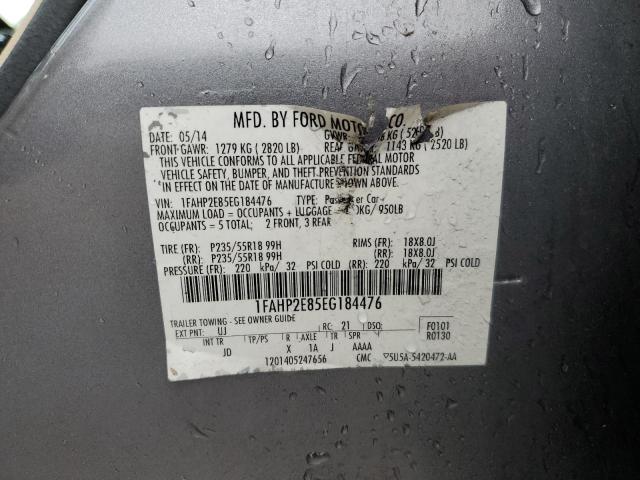 MFD. BY FORD MOTOR CO.
DATE: 05/14 GVWR: KG (
FRONT GAWR: 1279 KG ( 2820 LB) REAR 1143 KG ( 2520 LB)
THIS VEHICLE CONFORMS TO ALL APPLICABLE FEDERAL MOTOR
VEHICLE SAFETY, BUMPER, AND THEFT PREVENTION STANDARDS
IN EFFECT ON THE DATE OF MANUFACTURE SHOWN ABOVE.
VIN: 1FAHP2E85EG184476 TYPE: Passenger Car
MAXIMUM LOAD = OCCUPANTS + LUGGAGE = KG/ 950LB
OCCUPANTS = 5 TOTAL; 2 FRONT, 3 REAR
TIRE (FR): P235/55R18 99H RIMS (FR): 18X8.0J
(RR): P235/55R18 99H (RR): 18X8.0J
PRESSURE (FR): 220 kPa/ 32 PSI COLD (RR): 220 kPa/ 32 PSI COLD
1FAHP2E85EG184476
TRAILER TOWING - SEE OWNER GUIDE
EXT PNT: UJ RC: 21 DSO: F0101
INT TR TP/PS R AXLE TR SPR R0130
JD X 1A J AAAA
1201405247656 CMC 5U5A-5420472-AA